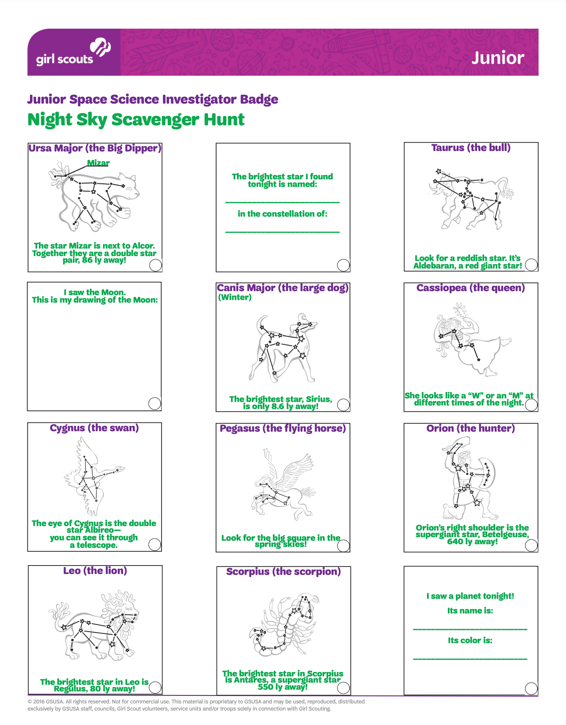 girl scouts
Junior
Junior Space Science Investigator Badge
Night Sky Scavenger Hunt
Ursa Major (the Big Dipper)
Mizar
The star Mizar is next to Alcor.
Together they are a double star
pair, 86 ly away!
The brightest star I found
tonight is named:
in the constellation of:
Taurus (the bull)
Look for a reddish star. It's
Aldebaran, a red giant star!
I saw the Moon.
This is my drawing of the Moon:
Canis Major (the large dog)
(Winter)
The brightest star, Sirius,
is only 8.6 ly away!
Cassiopea (the queen)
She looks like a "W" or an "M" at
different times of the night.
Cygnus (the swan)
The eye of Cygnus is the double
star Albireo—
you can see it through
a telescope.
Pegasus (the flying horse)
Look for the big square in the
spring skies!
Orion (the hunter)
Orion's right shoulder is the
supergiant star, Betelgeuse,
640 ly away!
Leo (the lion)
The brightest star in Leo is
Regulus, 80 ly away!
Scorpius (the scorpion)
The brightest star in Scorpius
is Antares, a supergiant star
550 ly away!
I saw a planet tonight!
Its name is:
Its color is:
© 2016 GSUSA. All rights reserved. Not for commercial use. This material is proprietary to GSUSA and may be used, reproduced, distributed
exclusively by GSUSA staff, councils, Girl Scout volunteers, service units and/or troops solely in connection with Girl Scouting.